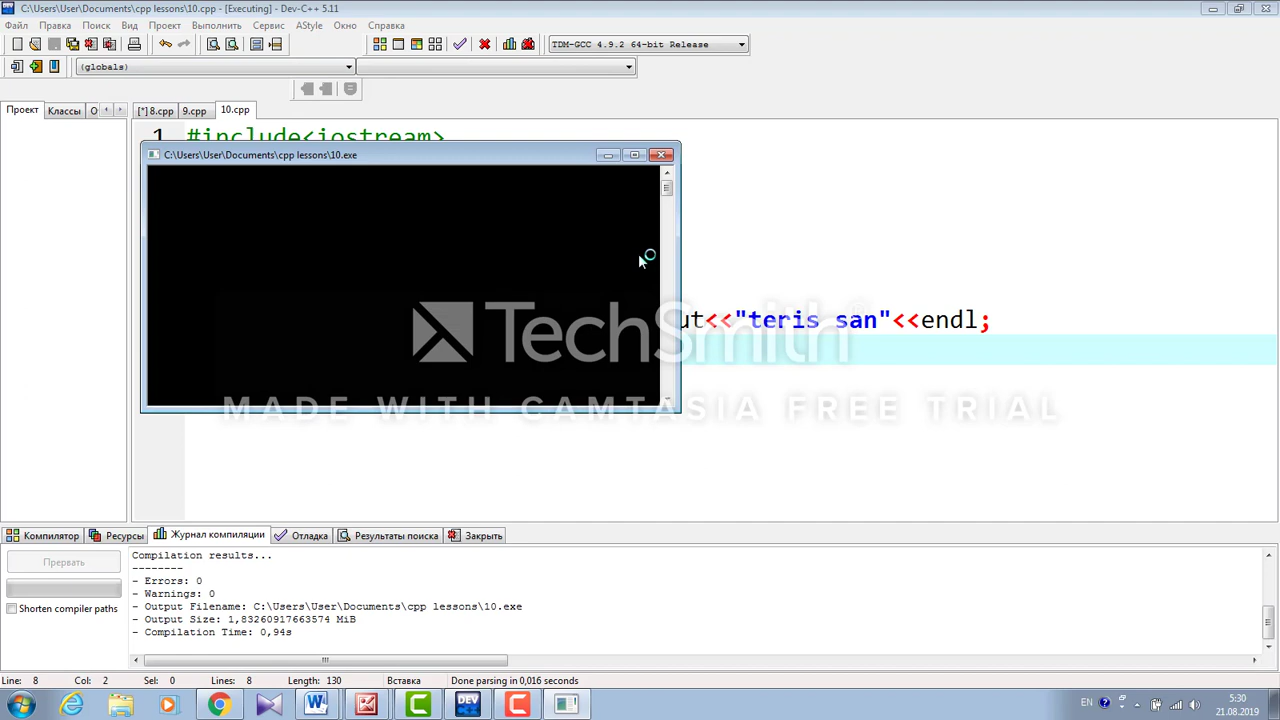 C:\Users\User\Documents\cpp lessons\10.cpp - [Executing] - Dev-C++ 5.11
Файл Правка Поиск Вид Проект Выполнить Сервис AStyle Окно Справка
TDM-GCC 4.9.2 64-bit Release
(globals)
Проект Классы О [*] 8.cpp 9.cpp 10.cpp
1 #include<iostream>
C:\Users\User\Documents\cpp lessons\10.exe
ut<<"teris san"<<endl;
TechSmith
MADE WITH CAMTASIA FREE TRIAL
Компилятор Ресурсы Журнал компиляции Отладка Результаты поиска Закрыть
Прервать
Shorten compiler paths
Compilation results...
--------
- Errors: 0
- Warnings: 0
- Output Filename: C:\Users\User\Documents\cpp lessons\10.exe
- Output Size: 1,83260917663574 MiB
- Compilation Time: 0,94s
Line: 8 Col: 2 Sel: 0 Lines: 8 Length: 130 Вставка Done parsing in 0,016 seconds
EN 5:30
21.08.2019